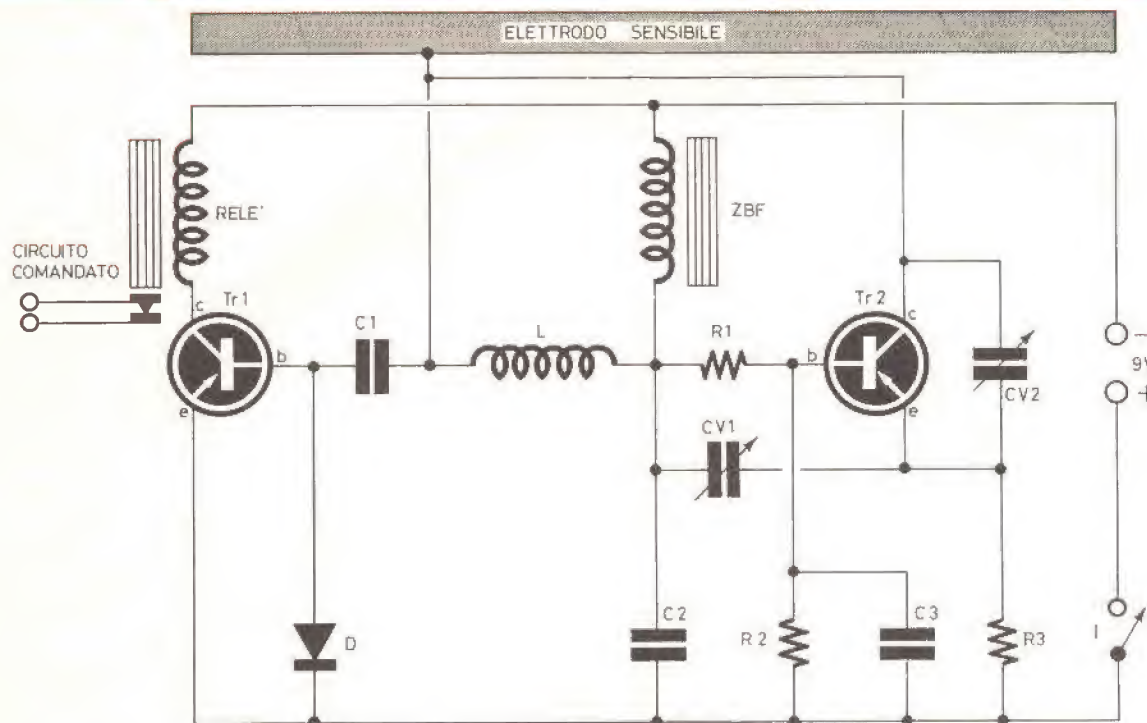 ELETTRODO SENSIBILE
RELE'
ZBF
CIRCUITO
COMANDATO
Tr1
c
b
e
C1
L
R1
Tr2
c
b
e
CV2
−
9V
+
CV1
D
C2
R2
C3
R3
I